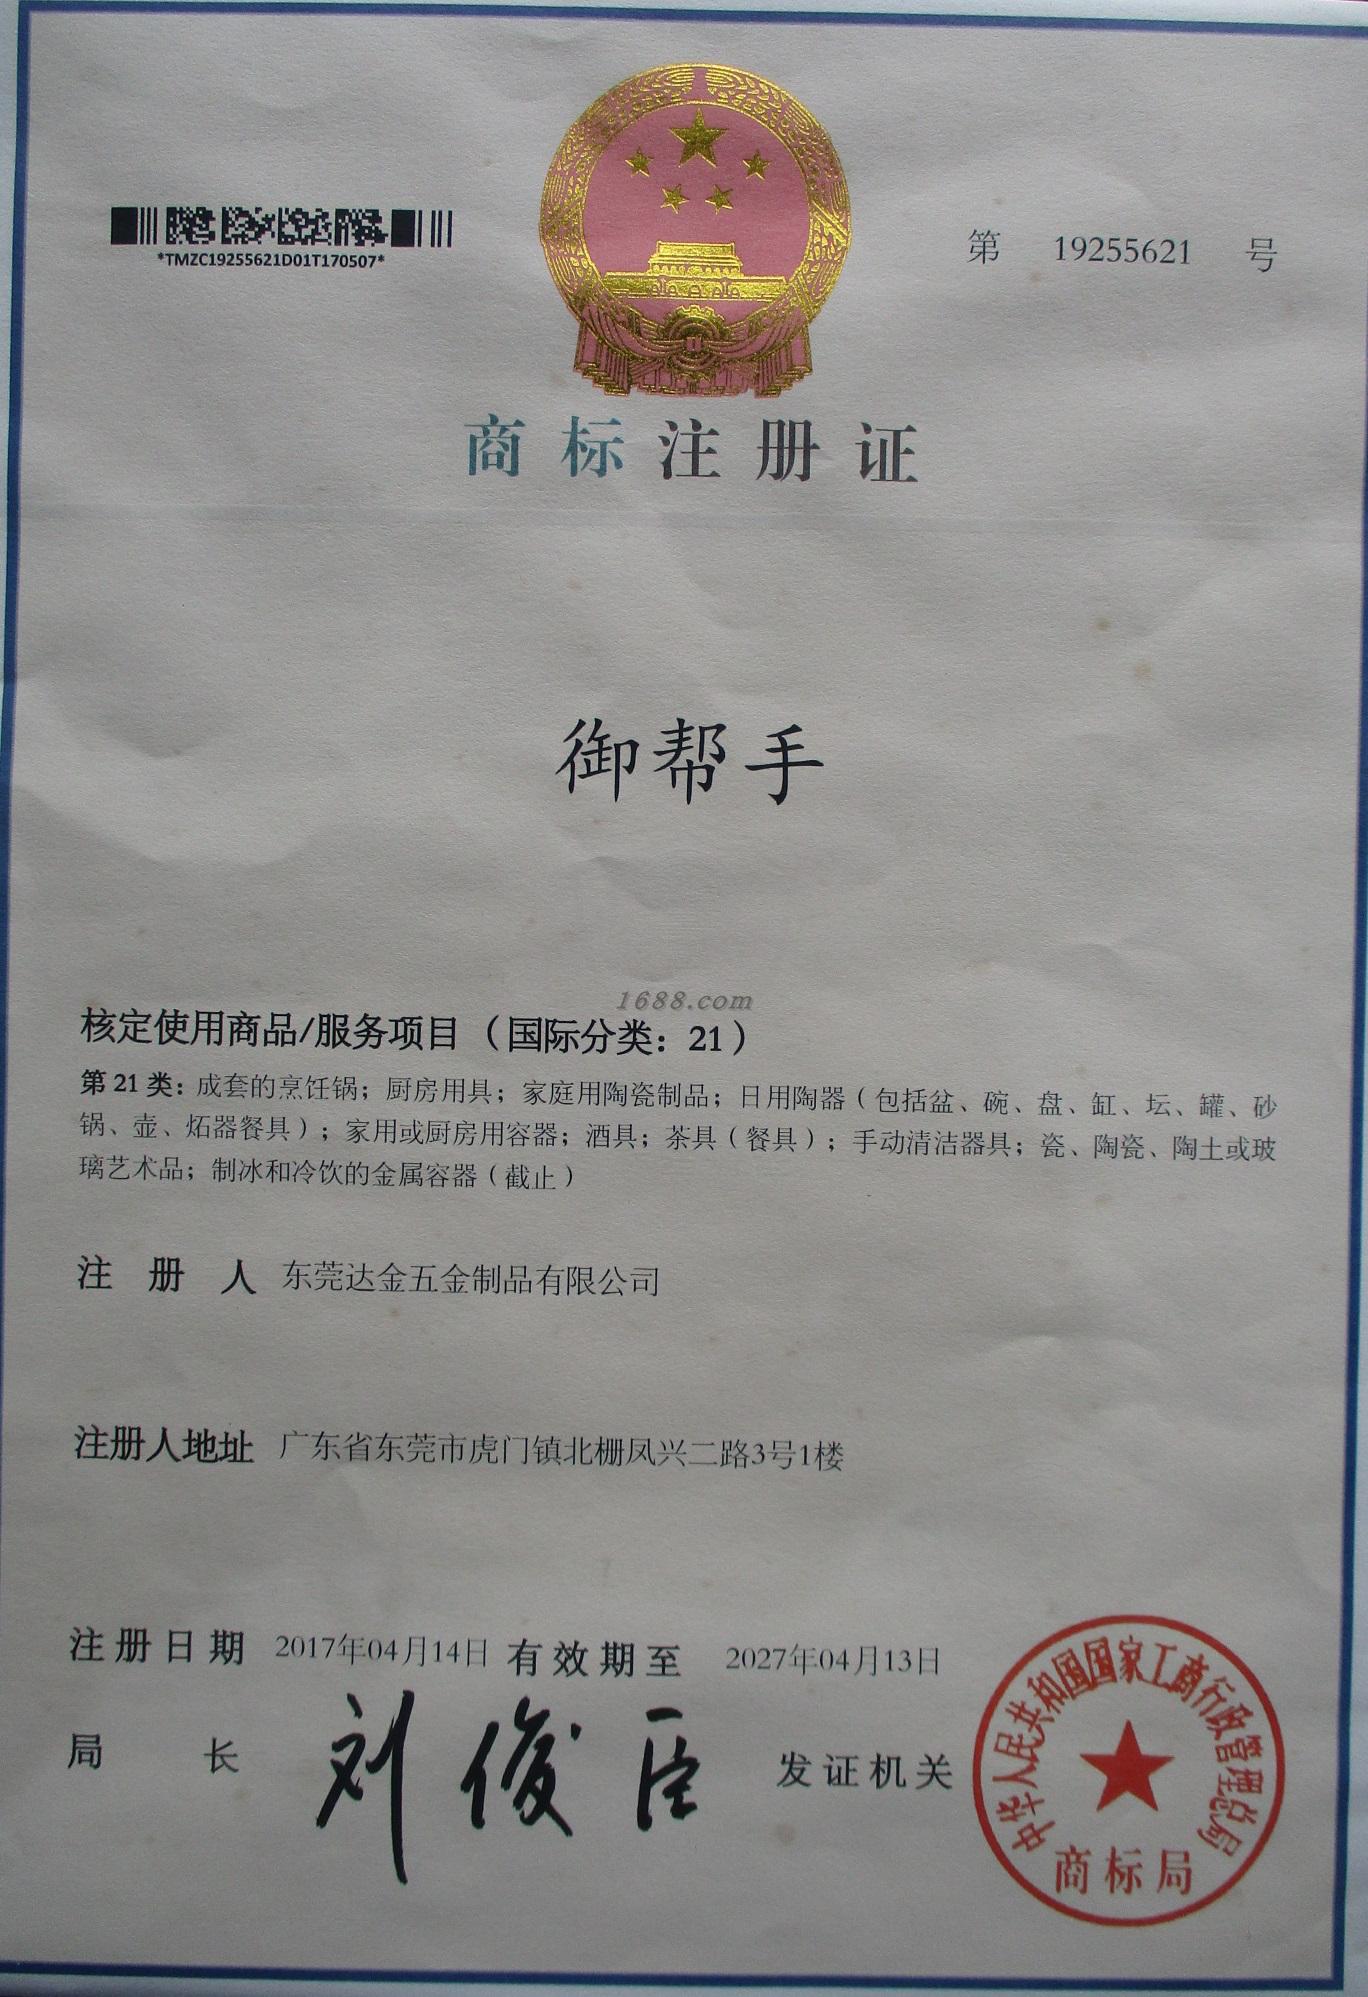 *TMZC19255621D01T170507*
第 19255621 号
商标注册证
御帮手
1688.com
核定使用商品/服务项目（国际分类：21）
第 21 类：成套的烹饪锅；厨房用具；家庭用陶瓷制品；日用陶器（包括盆、碗、盘、缸、坛、罐、砂
锅、壶、炻器餐具）；家用或厨房用容器；酒具；茶具（餐具）；手动清洁器具；瓷、陶瓷、陶土或玻
璃艺术品；制冰和冷饮的金属容器（截止）
注册人 东莞达金五金制品有限公司
注册人地址 广东省东莞市虎门镇北栅凤兴二路3号1楼
注册日期 2017年04月14日 有效期至 2027年04月13日
局长 刘俊臣 发证机关
中华人民共和国国家工商行政管理总局
商标局